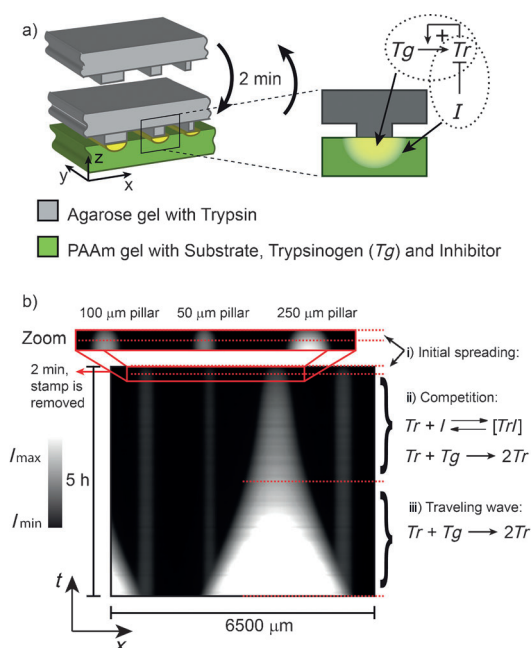 a)
2 min
Tg → Tr
+
I
z
y
x
Agarose gel with Trypsin
PAAm gel with Substrate, Trypsinogen (Tg) and Inhibitor
b)
100 μm pillar 50 μm pillar 250 μm pillar
Zoom
i) Initial spreading:
2 min,
stamp is
removed
ii) Competition:
Tr + I ⇌ [TrI]
Tr + Tg → 2Tr
Imax
5 h
Imin
iii) Traveling wave:
Tr + Tg → 2Tr
t
x
6500 μm